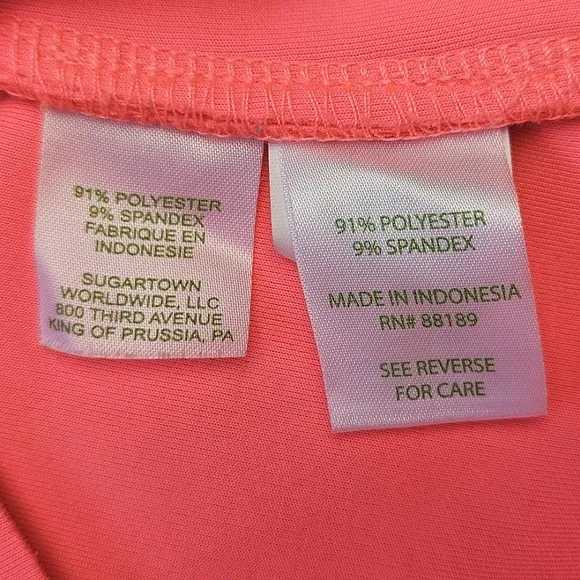 91% POLYESTER
9% SPANDEX
FABRIQUE EN
INDONESIE
SUGARTOWN
WORLDWIDE, LLC
800 THIRD AVENUE
KING OF PRUSSIA, PA
91% POLYESTER
9% SPANDEX
MADE IN INDONESIA
RN# 88189
SEE REVERSE
FOR CARE